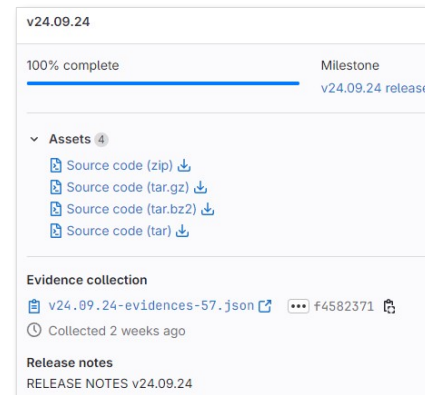 v24.09.24
100% complete
Milestone
v24.09.24 release
Assets 4
Source code (zip)
Source code (tar.gz)
Source code (tar.bz2)
Source code (tar)
Evidence collection
v24.09.24-evidences-57.json ••• f4582371
Collected 2 weeks ago
Release notes
RELEASE NOTES v24.09.24